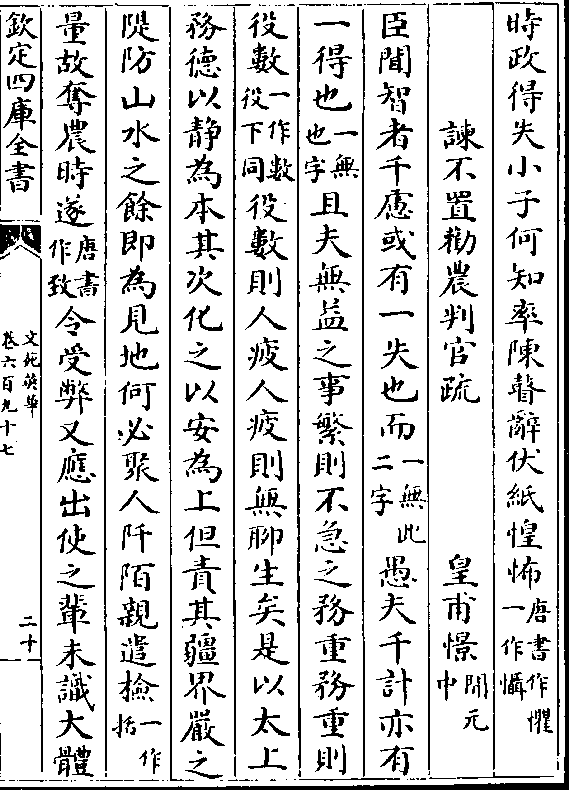 時政得失小子何知率陳瞽辭伏紙惶怖唐書作懼一作懾
諫不置勸農判官疏　皇甫憬開元中
臣聞智者千慮或有一失也而一無此二字愚夫千計亦有
一得也一無也字且夫無益之事繁則不急之務重務重則
役數一作數役下同役數則人疲人疲則無聊生矣是以太上
務德以靜為本其次化之以安為上但責其疆界嚴之
隄防山水之餘即為見地何必聚人阡陌親遣檢一作括
量故奪農時遂唐書作致令受弊又應出使之輩未識大體
欽定四庫全書
文苑英華
卷六百九十七
二十